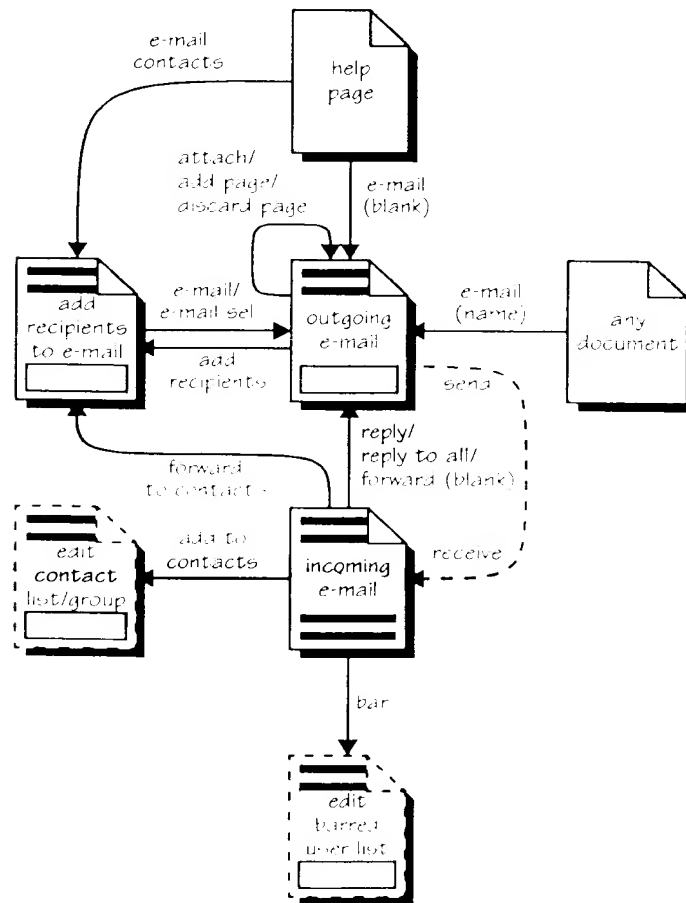 e-mail
contacts
help
page
attach/
add page/
discard page
e-mail
(blank)
add
recipients
to e-mail
e-mail/
e-mail sel
add
recipients
outgoing
e-mail
e-mail
(name)
any
document
send
reply/
reply to all/
forward (blank)
forward
to contacts
edit
contact
list/group
add to
contacts
incoming
e-mail
receive
bar
edit
barred
user list